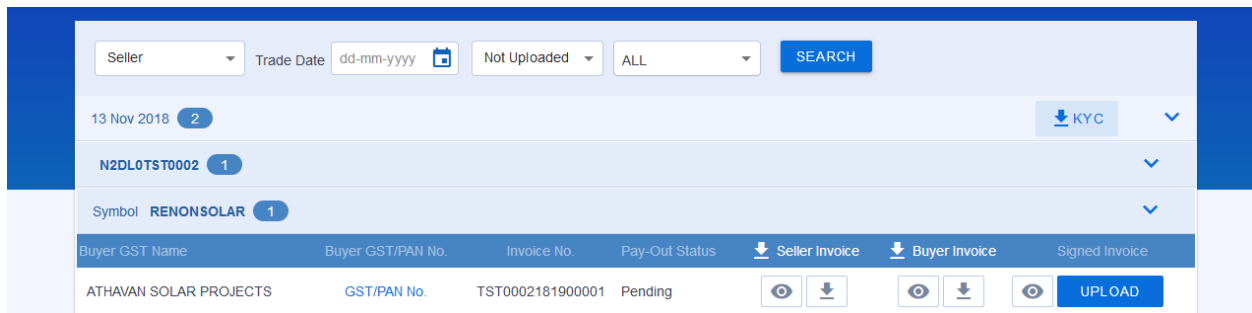 Seller Trade Date dd-mm-yyyy Not Uploaded ALL SEARCH
13 Nov 2018 2 KYC
N2DL0TST0002 1
Symbol RENONSOLAR 1
Buyer GST Name Buyer GST/PAN No. Invoice No. Pay-Out Status Seller Invoice Buyer Invoice Signed Invoice
ATHAVAN SOLAR PROJECTS GST/PAN No. TST0002181900001 Pending UPLOAD